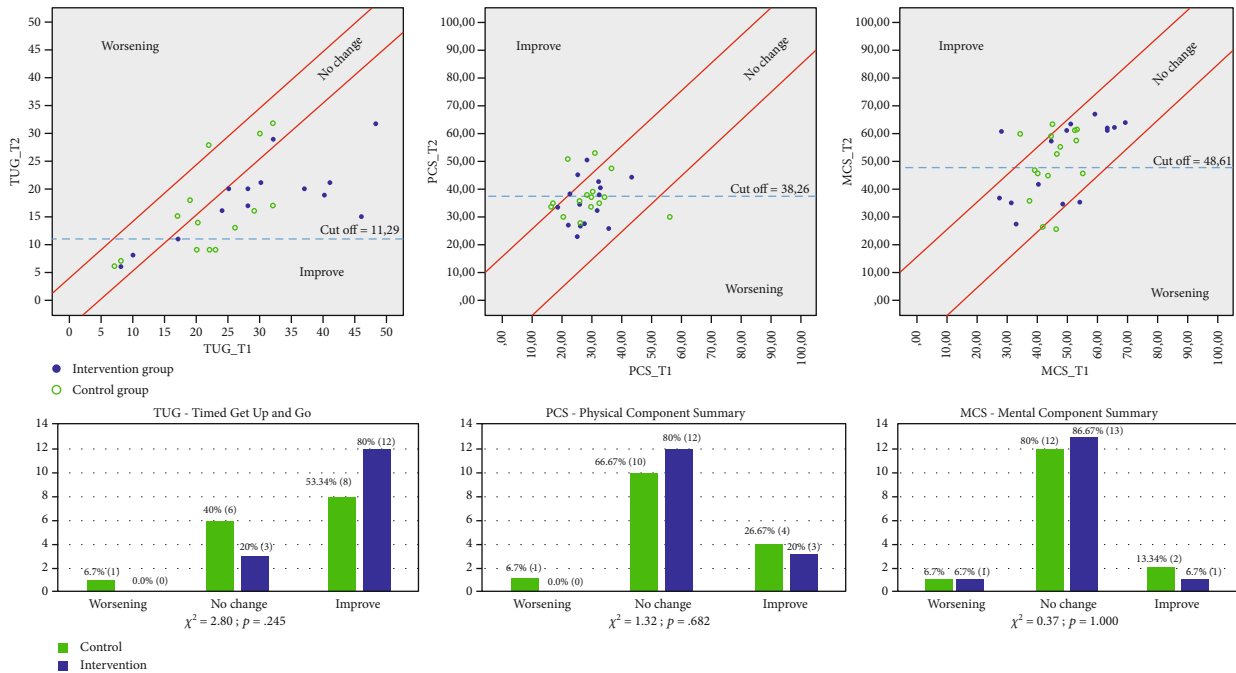 50
45
40
35
30
25
20
15
10
5
0
TUG_T2
Worsening
No change
Cut off = 11,29
Improve
0 5 10 15 20 25 30 35 40 45 50
TUG_T1
Intervention group
Control group
100,00
90,00
80,00
70,00
60,00
50,00
40,00
30,00
20,00
10,00
,00
PCS_T2
Improve
No change
Cut off = 38,26
Worsening
,00 10,00 20,00 30,00 40,00 50,00 60,00 70,00 80,00 90,00 100,00
PCS_T1
100,00
90,00
80,00
70,00
60,00
50,00
40,00
30,00
20,00
10,00
,00
MCS_T2
Improve
No change
Cut off = 48,61
Worsening
,00 10,00 20,00 30,00 40,00 50,00 60,00 70,00 80,00 90,00 100,00
MCS_T1
TUG - Timed Get Up and Go
14
12
10
8
6
4
2
0
6.7% (1)
0.0% (0)
40% (6)
20% (3)
53.34% (8)
80% (12)
Worsening No change Improve
χ² = 2.80 ; p = .245
PCS - Physical Component Summary
14
12
10
8
6
4
2
0
6.7% (1)
0.0% (0)
66.67% (10)
80% (12)
26.67% (4)
20% (3)
Worsening No change Improve
χ² = 1.32 ; p = .682
MCS - Mental Component Summary
14
12
10
8
6
4
2
0
6.7%
6.7% (1)
80% (12)
86.67% (13)
13.34% (2)
6.7% (1)
Worsening No change Improve
χ² = 0.37 ; p = 1.000
Control
Intervention